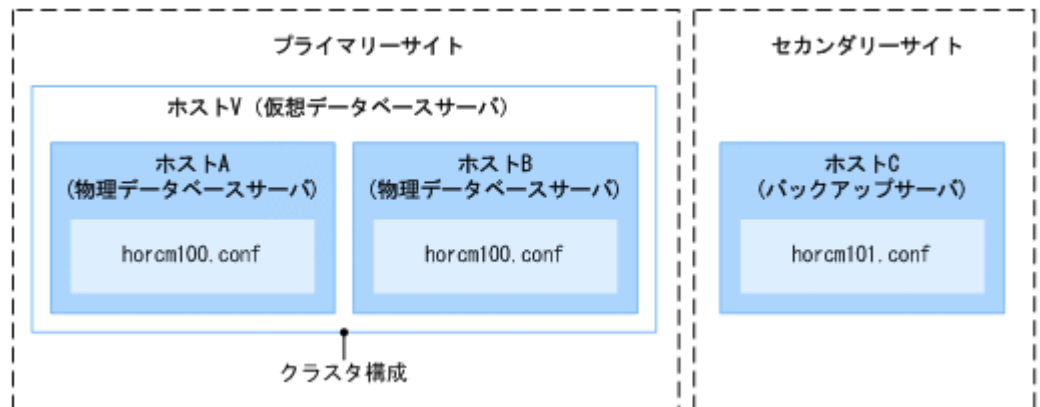 プライマリーサイト
セカンダリーサイト
ホストV（仮想データベースサーバ）
ホストA
（物理データベースサーバ）
horcm100.conf
ホストB
（物理データベースサーバ）
horcm100.conf
ホストC
（バックアップサーバ）
horcm101.conf
クラスタ構成